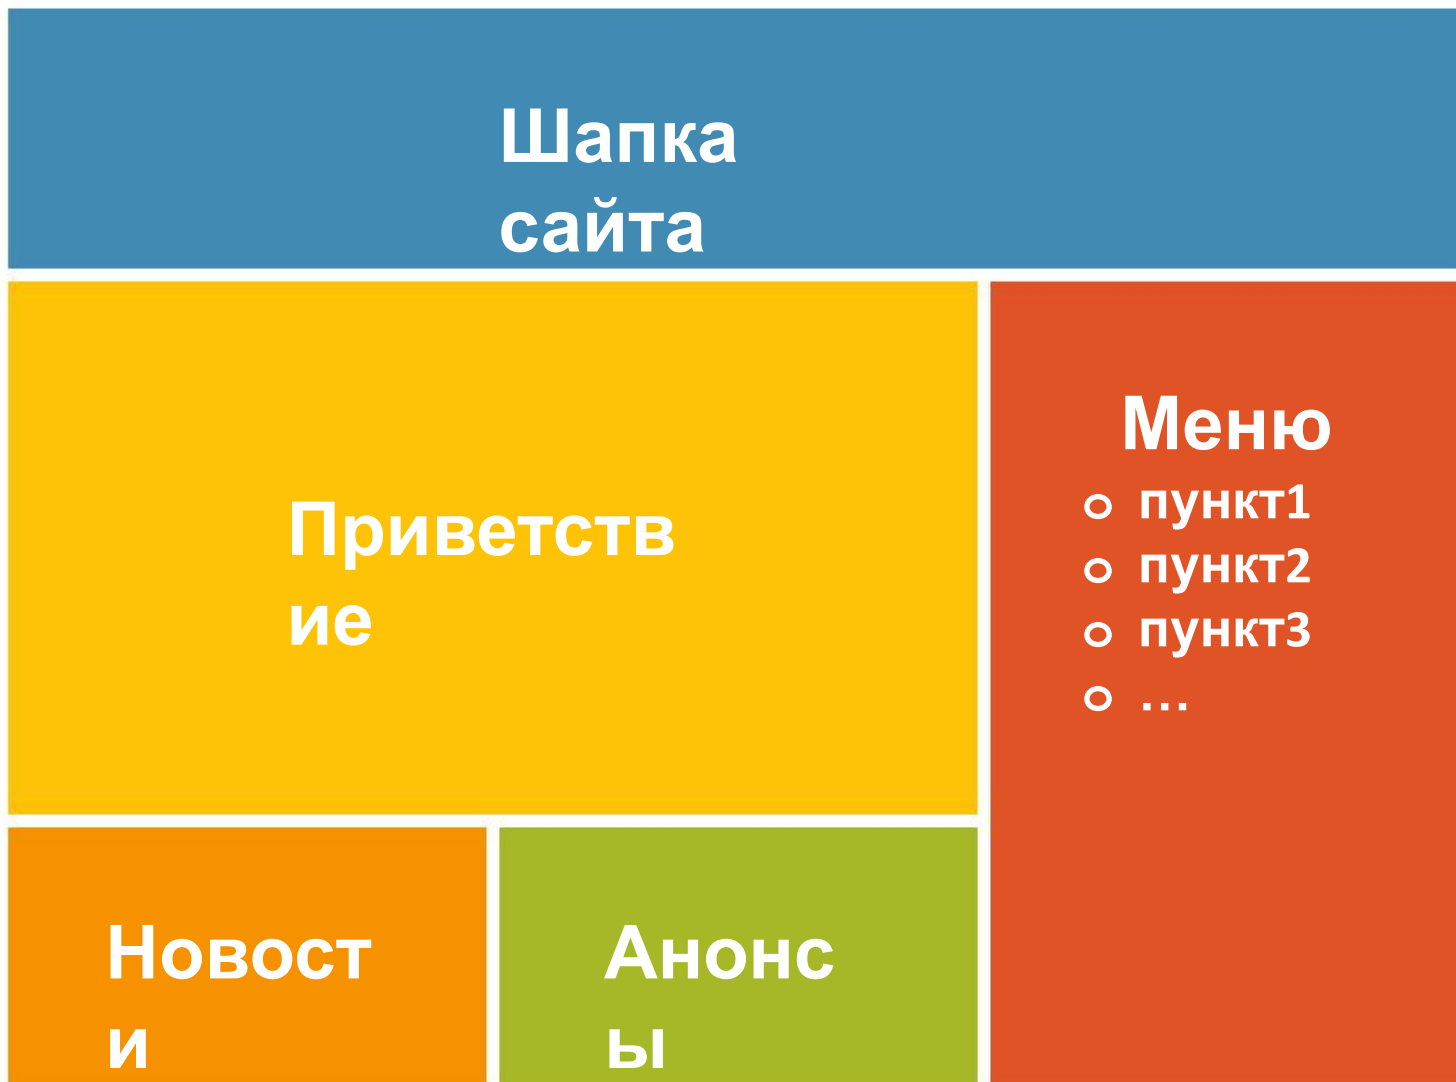 Шапка
сайта
Приветств
ие
Меню
пункт1
пункт2
пункт3
...
Новост
и
Анонс
ы